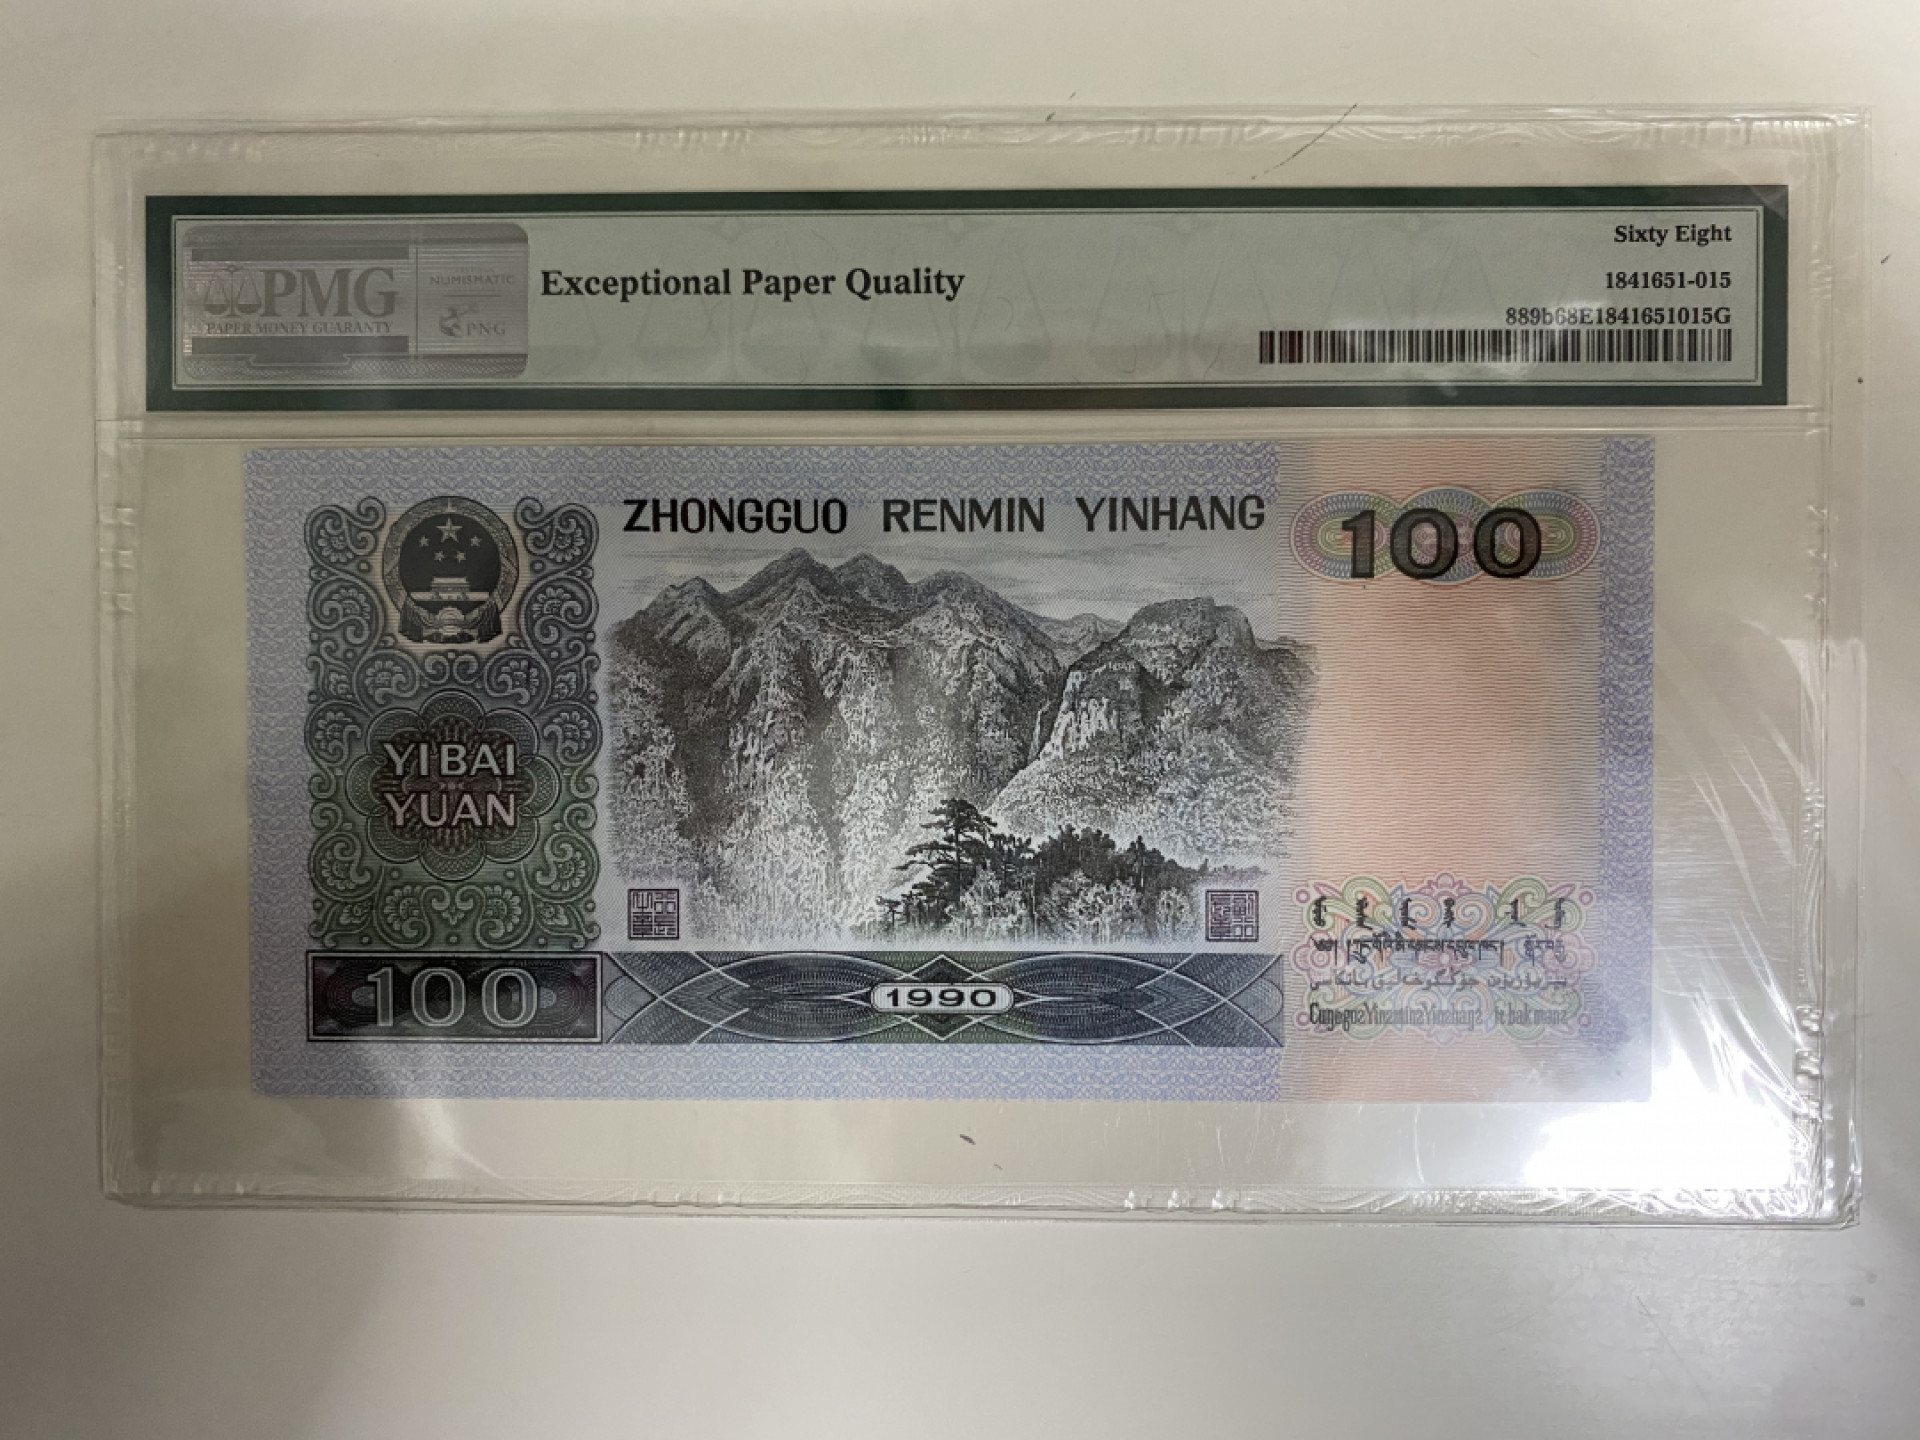 PMG
PAPER MONEY GUARANTY
NUMISMATIC
PNG
Exceptional Paper Quality
Sixty Eight
1841651-015
889b68E1841651015G
ZHONGGUO RENMIN YINHANG
100
YI BAI
YUAN
100
1990